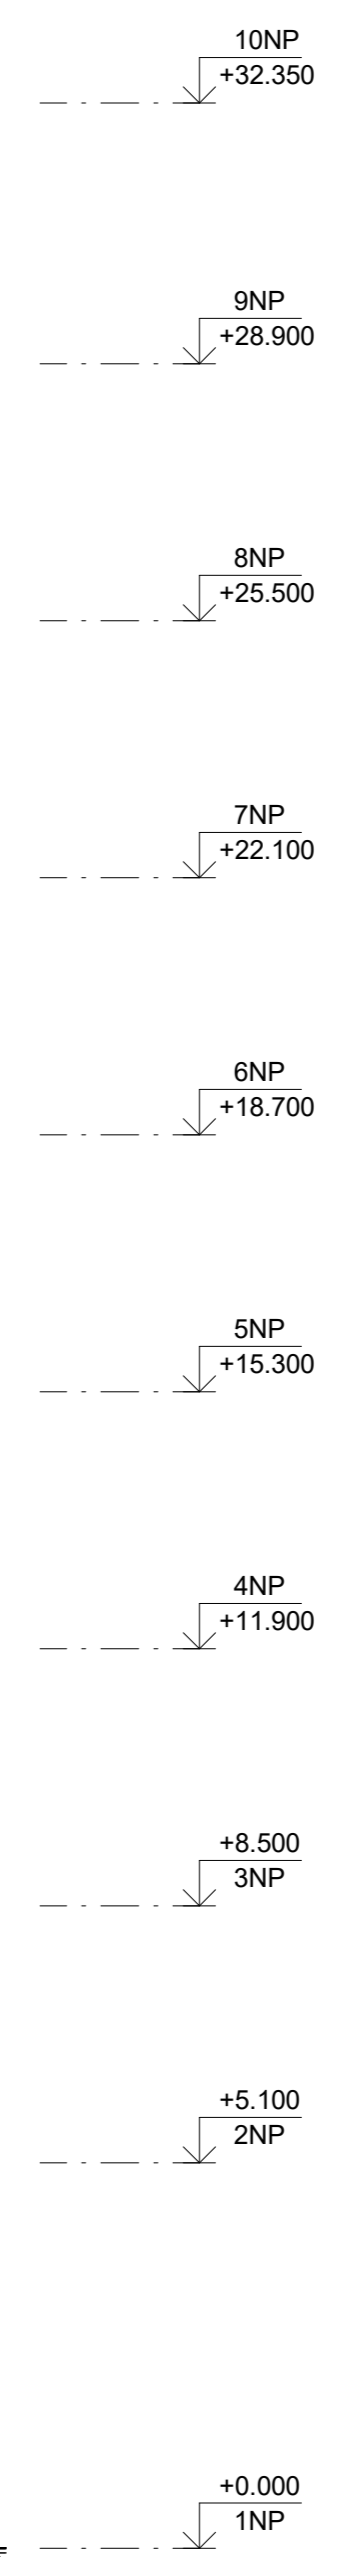 10NP
+32.350
9NP
+28.900
8NP
+25.500
7NP
+22.100
6NP
+18.700
5NP
+15.300
4NP
+11.900
+8.500
3NP
+5.100
2NP
+0.000
1NP